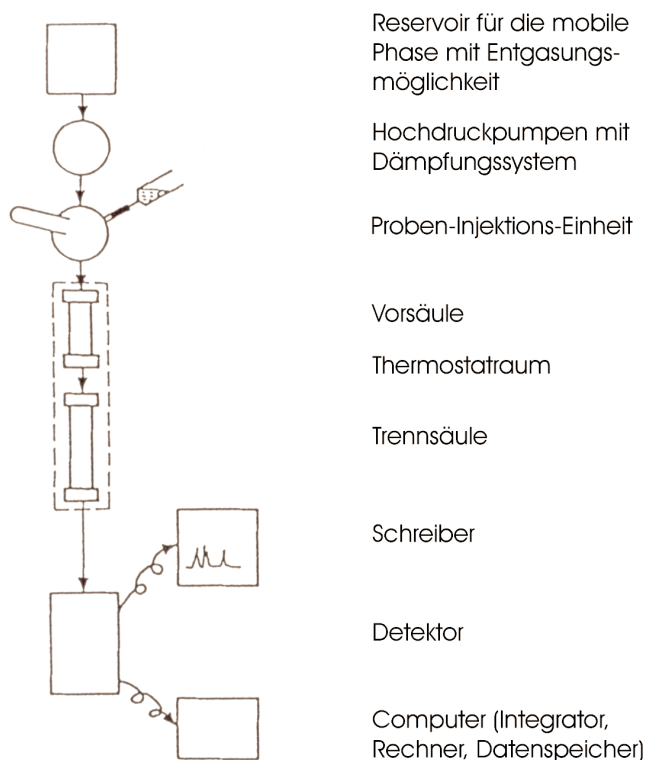 Reservoir für die mobile
Phase mit Entgasungs-
möglichkeit
Hochdruckpumpen mit
Dämpfungssystem
Proben-Injektions-Einheit
Vorsäule
Thermostatraum
Trennsäule
Schreiber
Detektor
Computer (Integrator,
Rechner, Datenspeicher)